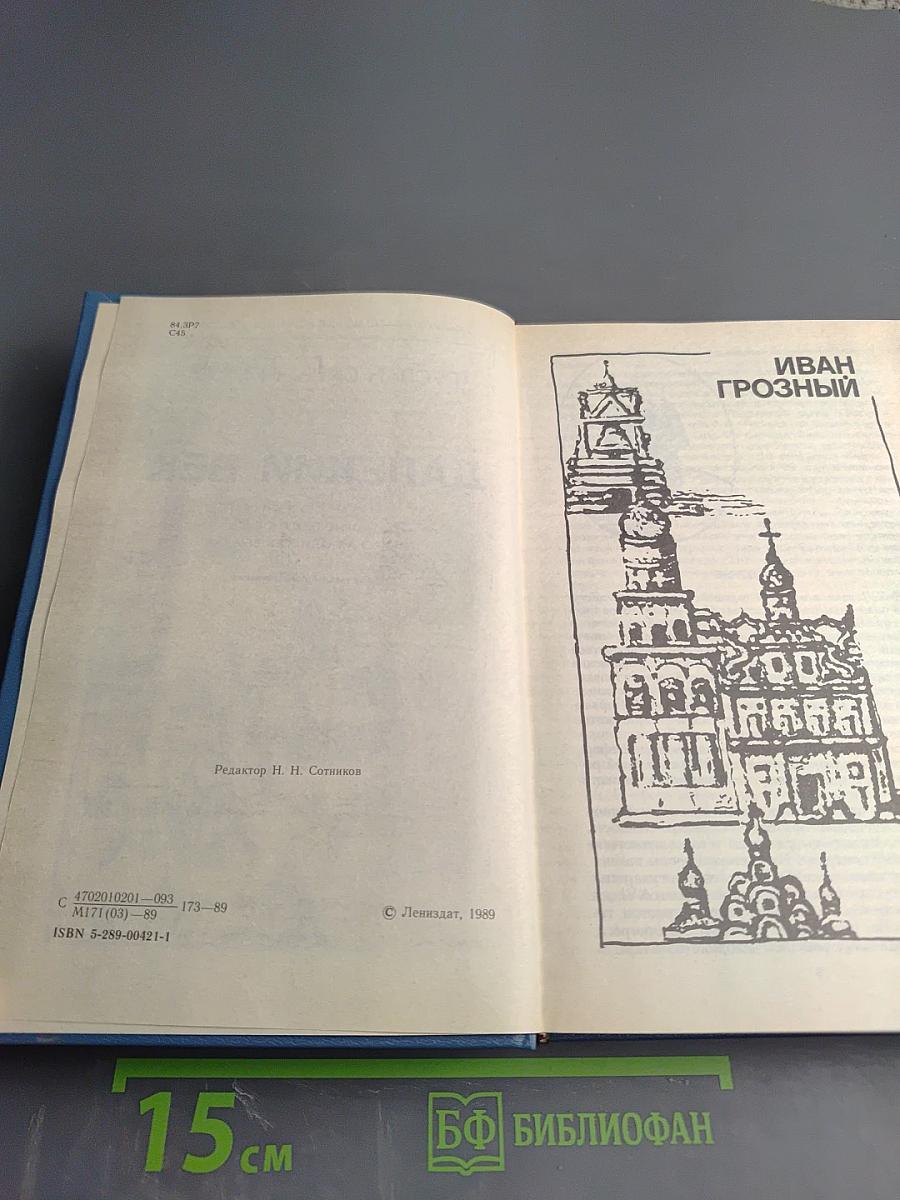 84.3Р7
С45
Редактор Н. Н. Сотников
С 4702010201—093
М171(03)—89 173—89
ISBN 5-289-00421-1
© Лениздат, 1989
ИВАН
ГРОЗНЫЙ
15 см
БФ БИБЛИОФАН